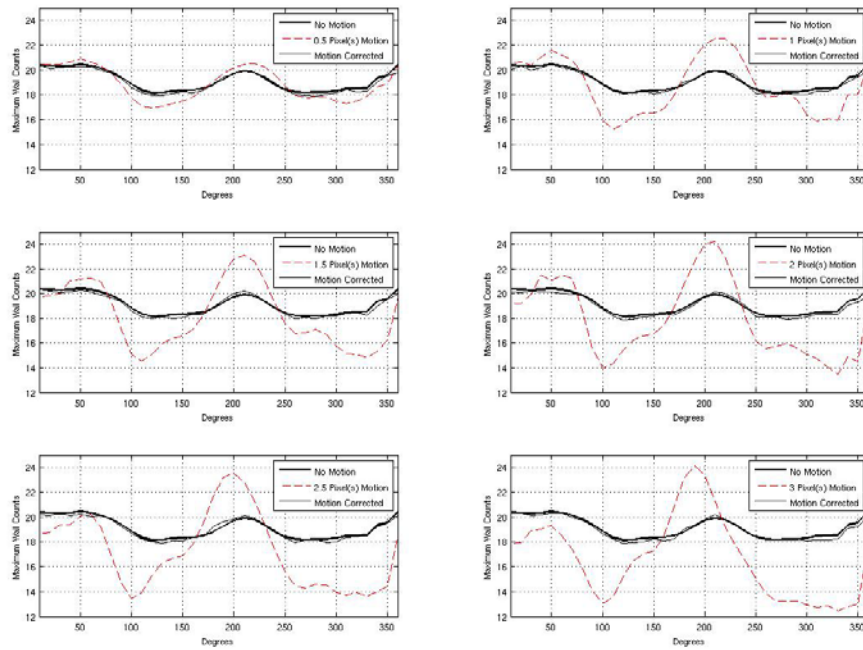 24
22
20
18
16
14
12
Maximum Wall Counts
No Motion
0.5 Pixel(s) Motion
Motion Corrected
50 100 150 200 250 300 350
Degrees
24
22
20
18
16
14
12
Maximum Wall Counts
No Motion
1 Pixel(s) Motion
Motion Corrected
50 100 150 200 250 300 350
Degrees
24
22
20
18
16
14
12
Maximum Wall Counts
No Motion
1.5 Pixel(s) Motion
Motion Corrected
50 100 150 200 250 300 350
Degrees
24
22
20
18
16
14
12
Maximum Wall Counts
No Motion
2 Pixel(s) Motion
Motion Corrected
50 100 150 200 250 300 350
Degrees
24
22
20
18
16
14
12
Maximum Wall Counts
No Motion
2.5 Pixel(s) Motion
Motion Corrected
50 100 150 200 250 300 350
Degrees
24
22
20
18
16
14
12
Maximum Wall Counts
No Motion
3 Pixel(s) Motion
Motion Corrected
50 100 150 200 250 300 350
Degrees